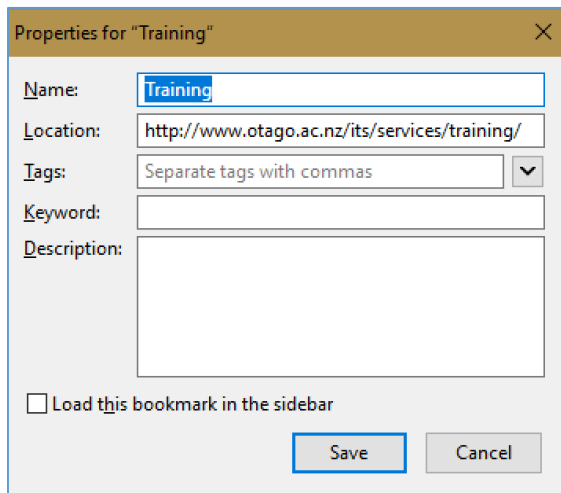 Properties for “Training”
Name: Training
Location: http://www.otago.ac.nz/its/services/training/
Tags: Separate tags with commas
Keyword:
Description:
Load this bookmark in the sidebar
Save Cancel